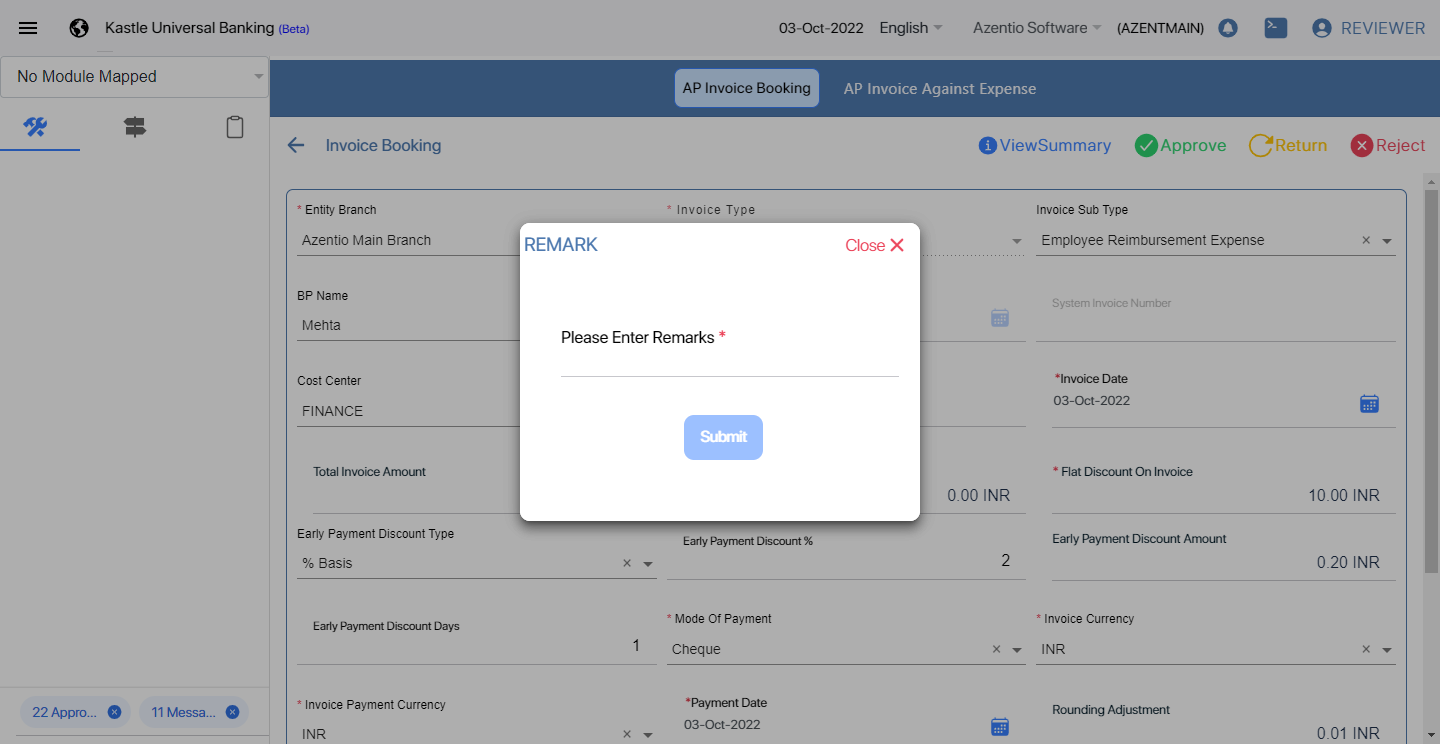 Kastle Universal Banking (Beta) 03-Oct-2022 English Azentio Software (AZENTMAIN) REVIEWER
No Module Mapped
AP Invoice Booking AP Invoice Against Expense
Invoice Booking ViewSummary Approve Return Reject
* Entity Branch * Invoice Type Invoice Sub Type
Azentio Main Branch Employee Reimbursement Expense
REMARK Close
BP Name
Mehta
System Invoice Number
Please Enter Remarks *
Cost Center
FINANCE
*Invoice Date
03-Oct-2022
Submit
Total Invoice Amount
0.00 INR
* Flat Discount On Invoice
10.00 INR
Early Payment Discount Type
% Basis
Early Payment Discount %
2
Early Payment Discount Amount
0.20 INR
Early Payment Discount Days
1
* Mode Of Payment
Cheque
* Invoice Currency
INR
* Invoice Payment Currency
INR
*Payment Date
03-Oct-2022
Rounding Adjustment
0.01 INR
22 Appro... 11 Messa...